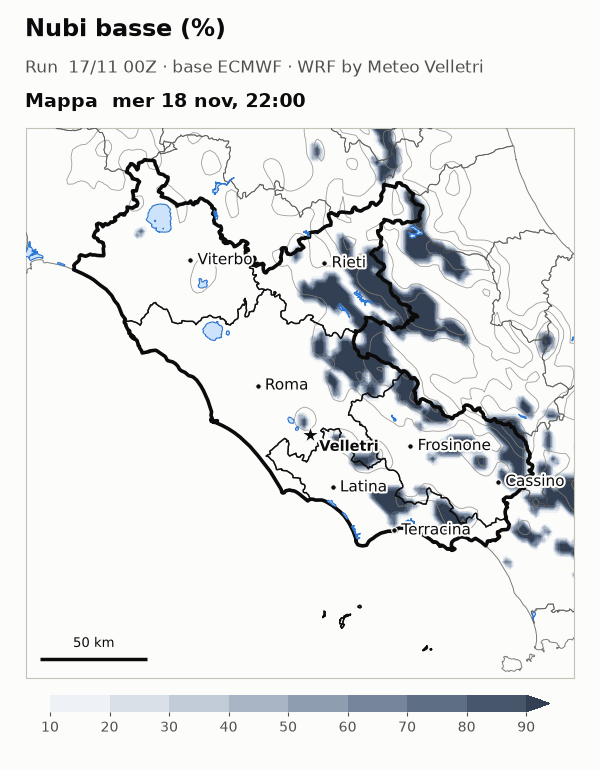 Nubi basse (%)
Run  17/11 00Z · base ECMWF · WRF by Meteo Velletri
Mappa  mer 18 nov, 22:00
Viterbo
Rieti
Roma
Velletri
Frosinone
Latina
Cassino
Terracina
50 km
10 20 30 40 50 60 70 80 90